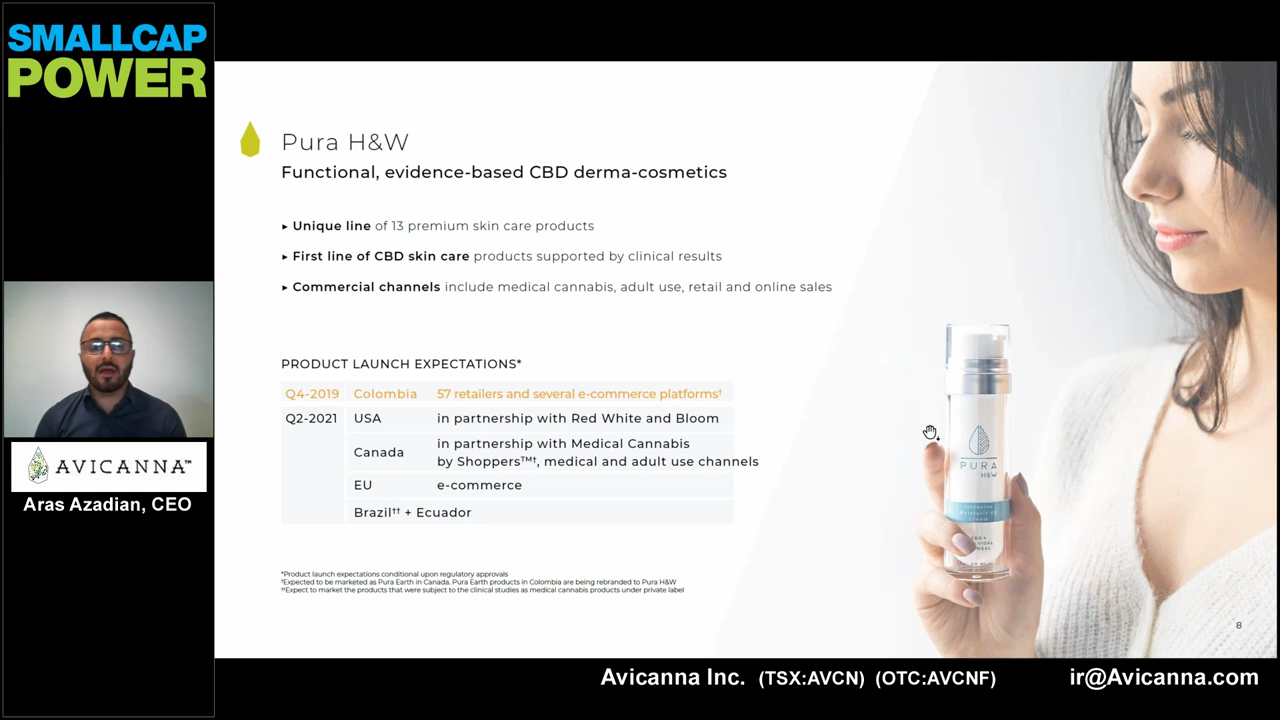 SMALLCAP
POWER
Pura H&W
Functional, evidence-based CBD derma-cosmetics
▸ Unique line of 13 premium skin care products
▸ First line of CBD skin care products supported by clinical results
▸ Commercial channels include medical cannabis, adult use, retail and online sales
PRODUCT LAUNCH EXPECTATIONS*
Q4-2019 Colombia 57 retailers and several e-commerce platforms†
Q2-2021 USA in partnership with Red White and Bloom
Canada in partnership with Medical Cannabis
by Shoppers™†, medical and adult use channels
EU e-commerce
Brazil†† + Ecuador
*Product launch expectations conditional upon regulatory approvals
†Expected to be marketed as Pura Earth in Canada. Pura Earth products in Colombia are being rebranded to Pura H&W
††Expect to market the products that were subject to the clinical studies as medical cannabis products under private label
PURA
H&W
Intensive
Moisturizing
Cream
8
AVICANNA™
Aras Azadian, CEO
Avicanna Inc. (TSX:AVCN) (OTC:AVCNF) ir@Avicanna.com